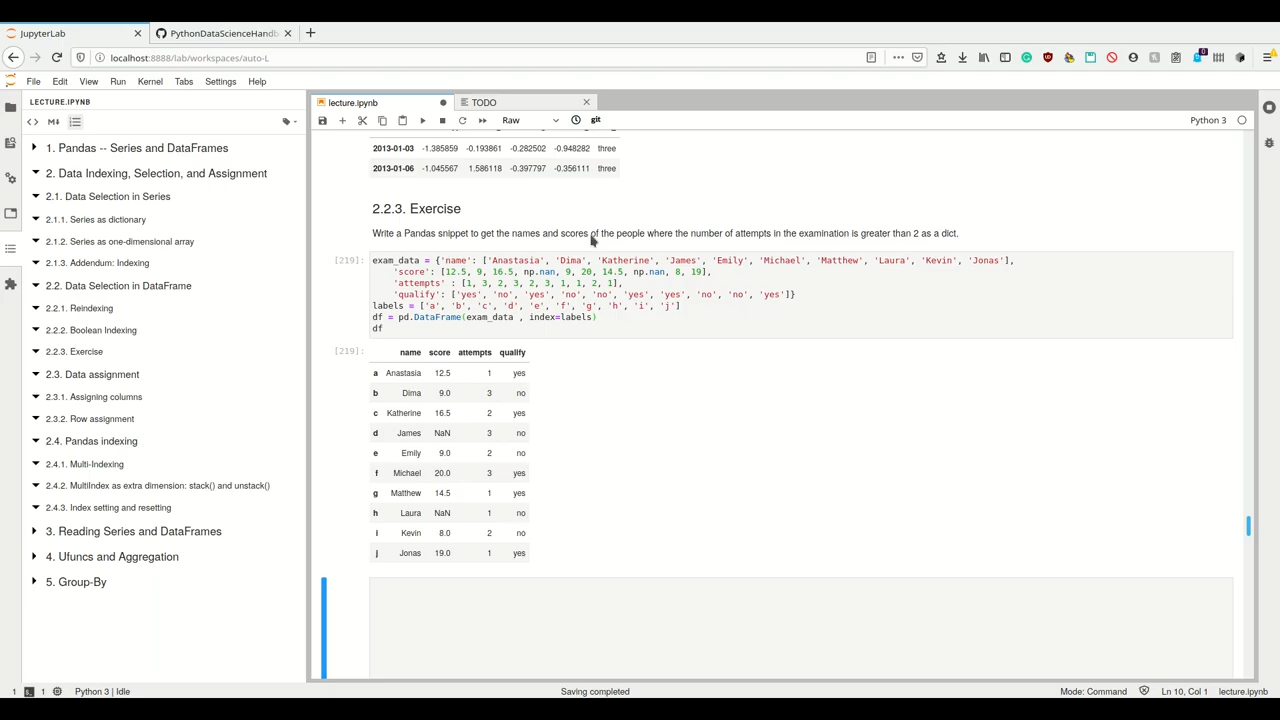 JupyterLab
PythonDataScienceHandb
localhost:8888/lab/workspaces/auto-L
File Edit View Run Kernel Tabs Settings Help
LECTURE.IPYNB
1. Pandas -- Series and DataFrames
2. Data Indexing, Selection, and Assignment
2.1. Data Selection in Series
2.1.1. Series as dictionary
2.1.2. Series as one-dimensional array
2.1.3. Addendum: Indexing
2.2. Data Selection in DataFrame
2.2.1. Reindexing
2.2.2. Boolean Indexing
2.2.3. Exercise
2.3. Data assignment
2.3.1. Assigning columns
2.3.2. Row assignment
2.4. Pandas indexing
2.4.1. Multi-Indexing
2.4.2. MultiIndex as extra dimension: stack() and unstack()
2.4.3. Index setting and resetting
3. Reading Series and DataFrames
4. Ufuncs and Aggregation
5. Group-By
lecture.ipynb
TODO
Raw
git
Python 3
2013-01-03 -1.385859 -0.193861 -0.282502 -0.948282 three
2013-01-06 -1.045567 1.586118 -0.397797 -0.356111 three
2.2.3. Exercise
Write a Pandas snippet to get the names and scores of the people where the number of attempts in the examination is greater than 2 as a dict.
[219]: exam_data = {'name': ['Anastasia', 'Dima', 'Katherine', 'James', 'Emily', 'Michael', 'Matthew', 'Laura', 'Kevin', 'Jonas'],
'score': [12.5, 9, 16.5, np.nan, 9, 20, 14.5, np.nan, 8, 19],
'attempts' : [1, 3, 2, 3, 2, 3, 1, 1, 2, 1],
'qualify': ['yes', 'no', 'yes', 'no', 'no', 'yes', 'yes', 'no', 'no', 'yes']}
labels = ['a', 'b', 'c', 'd', 'e', 'f', 'g', 'h', 'i', 'j']
df = pd.DataFrame(exam_data , index=labels)
df
[219]: name score attempts qualify
a Anastasia 12.5 1 yes
b Dima 9.0 3 no
c Katherine 16.5 2 yes
d James NaN 3 no
e Emily 9.0 2 no
f Michael 20.0 3 yes
g Matthew 14.5 1 yes
h Laura NaN 1 no
i Kevin 8.0 2 no
j Jonas 19.0 1 yes
1 1 Python 3 | Idle
Saving completed
Mode: Command
Ln 10, Col 1
lecture.ipynb